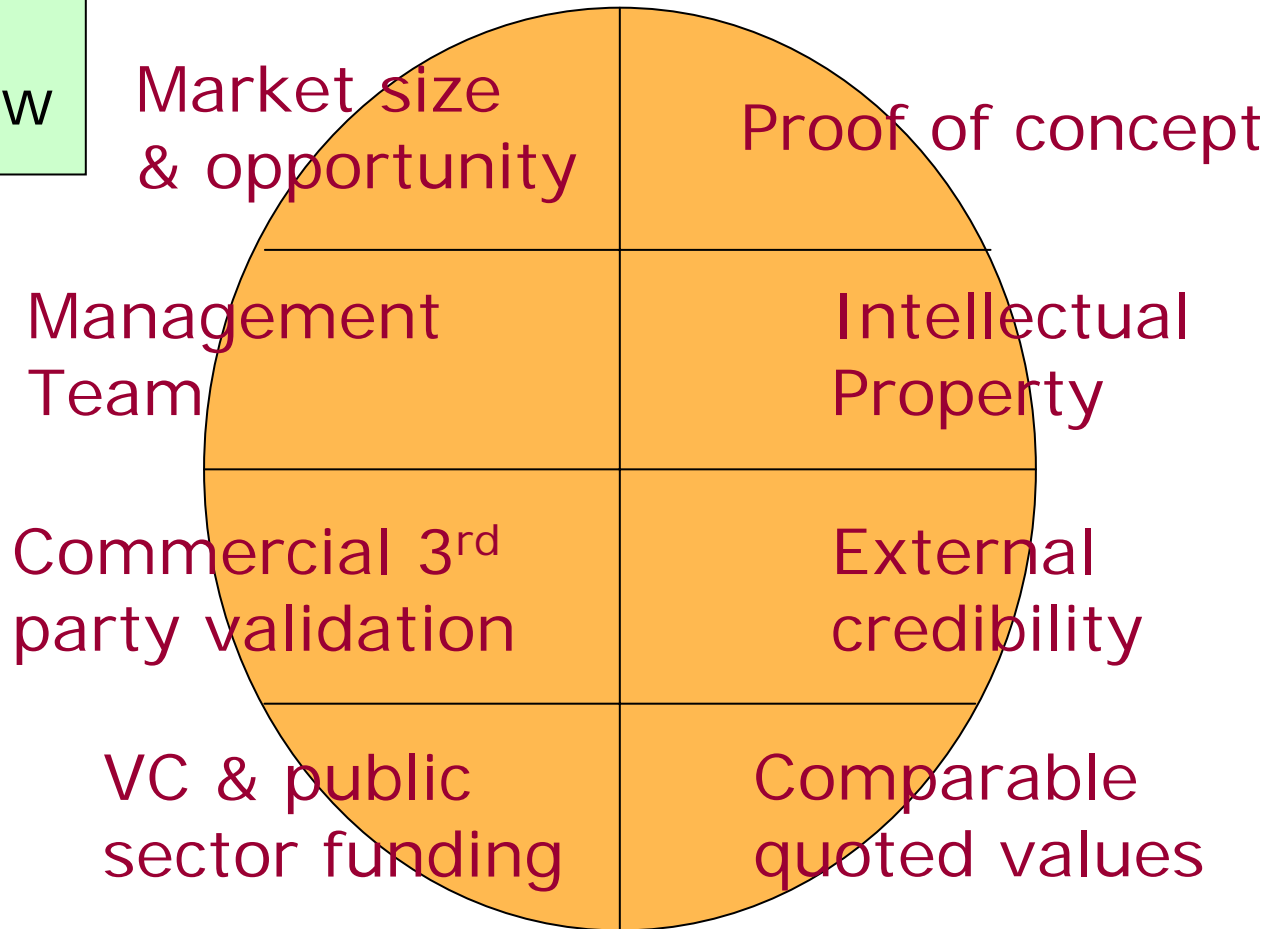 w
Market size
& opportunity
Proof of concept
Management
Team
Intellectual
Property
Commercial 3rd
party validation
External
credibility
VC & public
sector funding
Comparable
quoted values